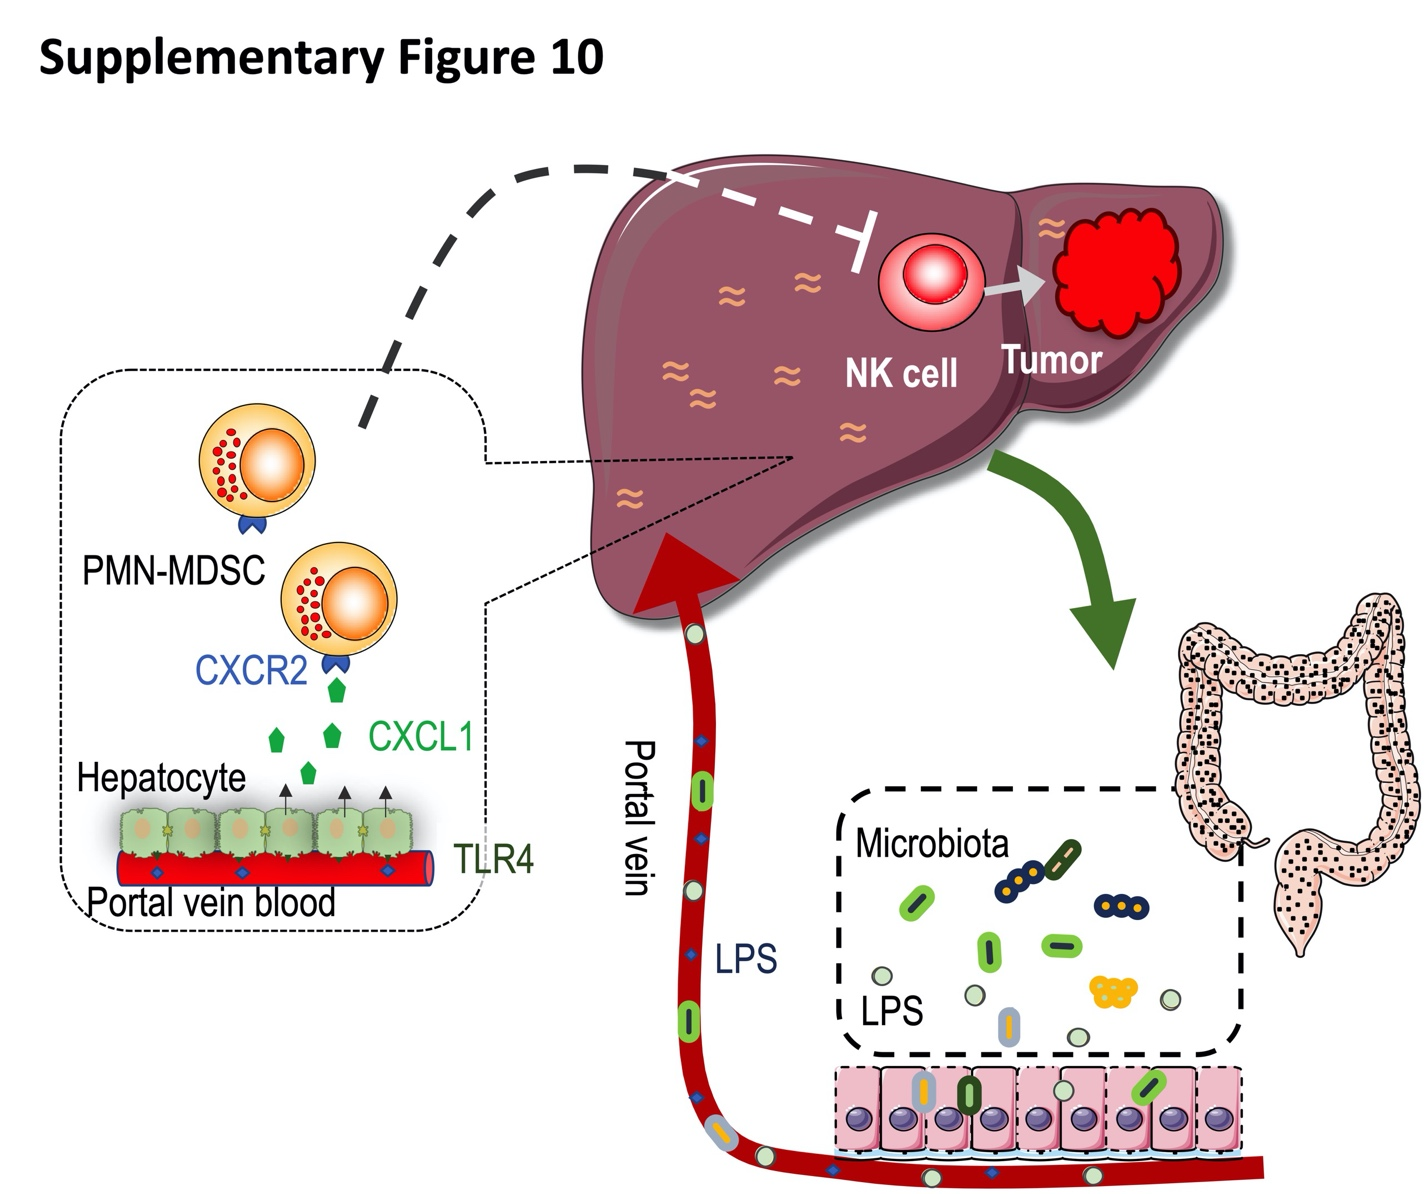 Supplementary Figure 10
NK cell
Tumor
PMN-MDSC
CXCR2
CXCL1
Hepatocyte
TLR4
Portal vein blood
Portal vein
LPS
Microbiota
LPS